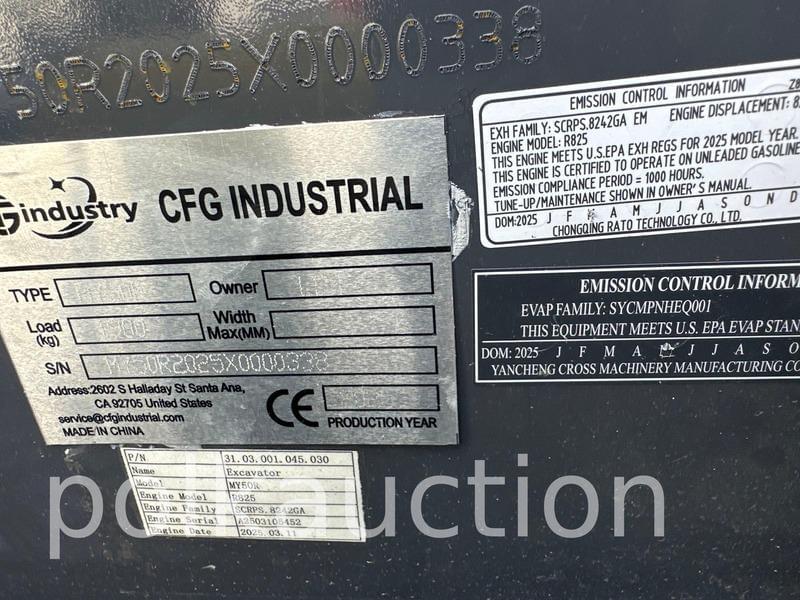 50R2025X0000338
Gindustry CFG INDUSTRIAL
TYPE
Owner
Load (kg)
Width Max(MM)
S/N MY50R2025X0000338
Address:2602 S Halladay St Santa Ana,
CA 92705 United States
service@cfgindustrial.com
MADE IN CHINA
CE
PRODUCTION YEAR
EMISSION CONTROL INFORMATION
EXH FAMILY: SCRPS.8242GA EM ENGINE DISPLACEMENT: 8
ENGINE MODEL: R825
THIS ENGINE MEETS U.S.EPA EXH REGS FOR 2025 MODEL YEAR.
THIS ENGINE IS CERTIFIED TO OPERATE ON UNLEADED GASOLINE
EMISSION COMPLIANCE PERIOD = 1000 HOURS.
TUNE-UP/MAINTENANCE SHOWN IN OWNER'S MANUAL.
DOM:2025 J F M A M J J A S O N D
CHONGQING RATO TECHNOLOGY CO., LTD.
EMISSION CONTROL INFORM
EVAP FAMILY: SYCMPNHEQ001
THIS EQUIPMENT MEETS U.S. EPA EVAP STAN
DOM: 2025 J F M A M J J A S O
YANCHENG CROSS MACHINERY MANUFACTURING CO
P/N 31.03.001.045.030
Name Excavator
Model MY50R
Engine Model R825
Engine Family SCRPS.8242GA
Engine Serial A2503106452
Engine Date 2025.03.11